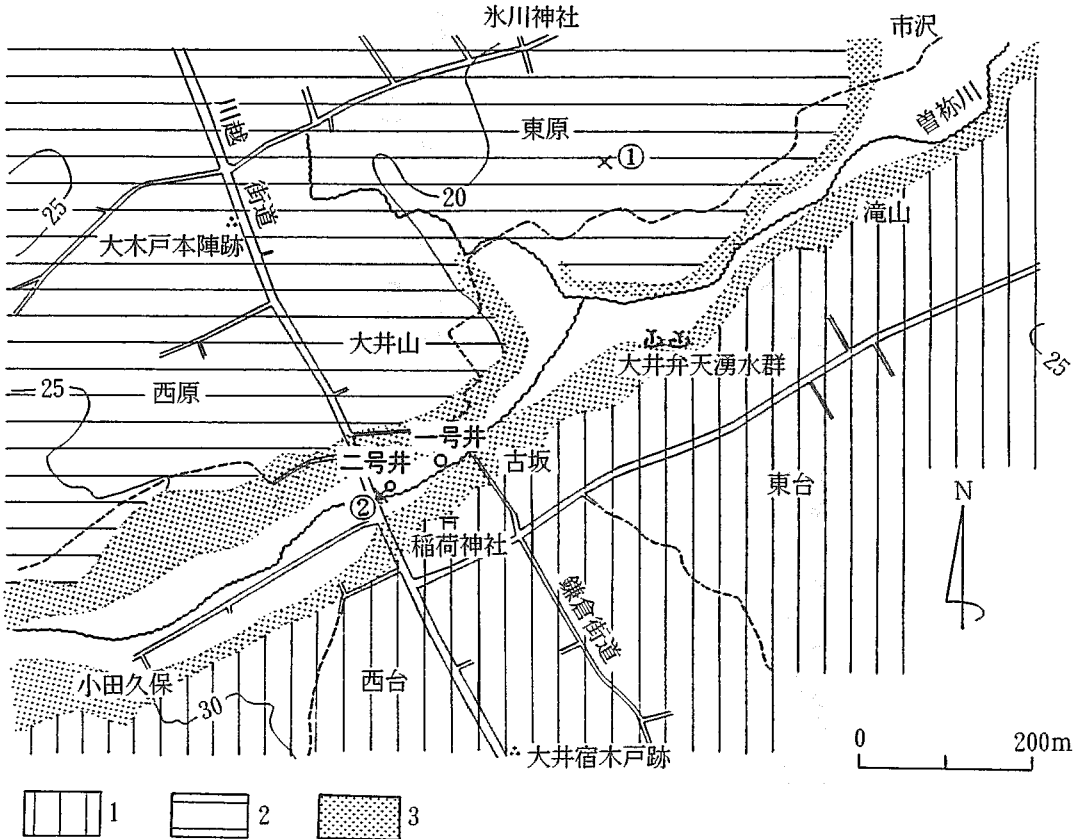 氷川神社
市沢
曽祢川
川越街道
東原
×①
20
25
滝山
大木戸本陣跡
大井山
大井弁天湧水群
25
25
西原
一号井
二号井
古坂
東台
N
②
稲荷神社
鎌倉街道
西台
小田久保
30
大井宿木戸跡
0 200m
1 2 3